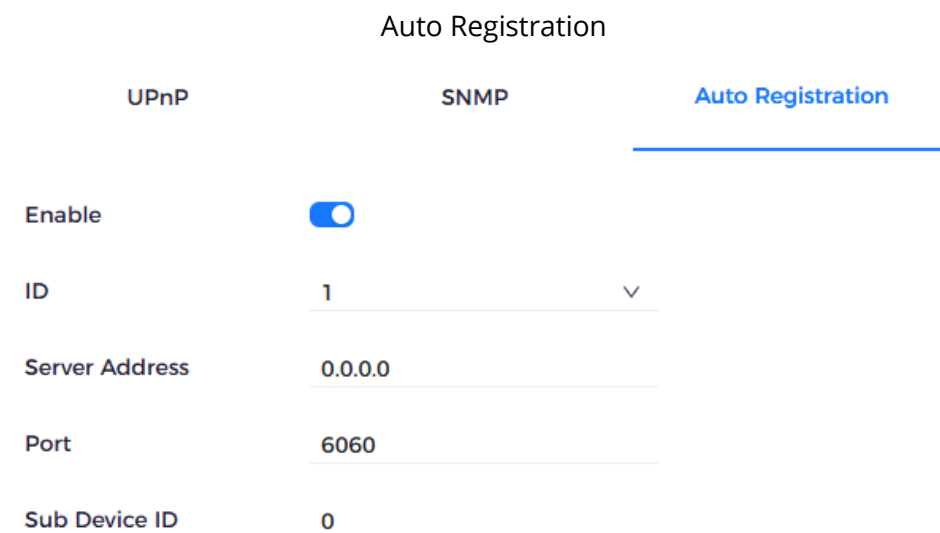 Auto Registration
UPnP SNMP Auto Registration
Enable
ID 1
Server Address 0.0.0.0
Port 6060
Sub Device ID 0